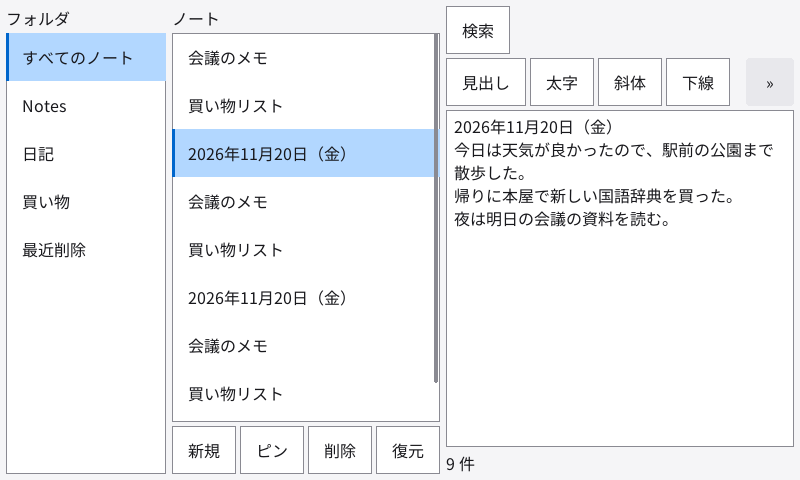 フォルダ
すべてのノート
Notes
日記
買い物
最近削除
ノート
会議のメモ
買い物リスト
2026年11月20日（金）
会議のメモ
買い物リスト
2026年11月20日（金）
会議のメモ
買い物リスト
新規
ピン
削除
復元
検索
見出し
太字
斜体
下線
»
2026年11月20日（金）
今日は天気が良かったので、駅前の公園まで
散歩した。
帰りに本屋で新しい国語辞典を買った。
夜は明日の会議の資料を読む。
9 件